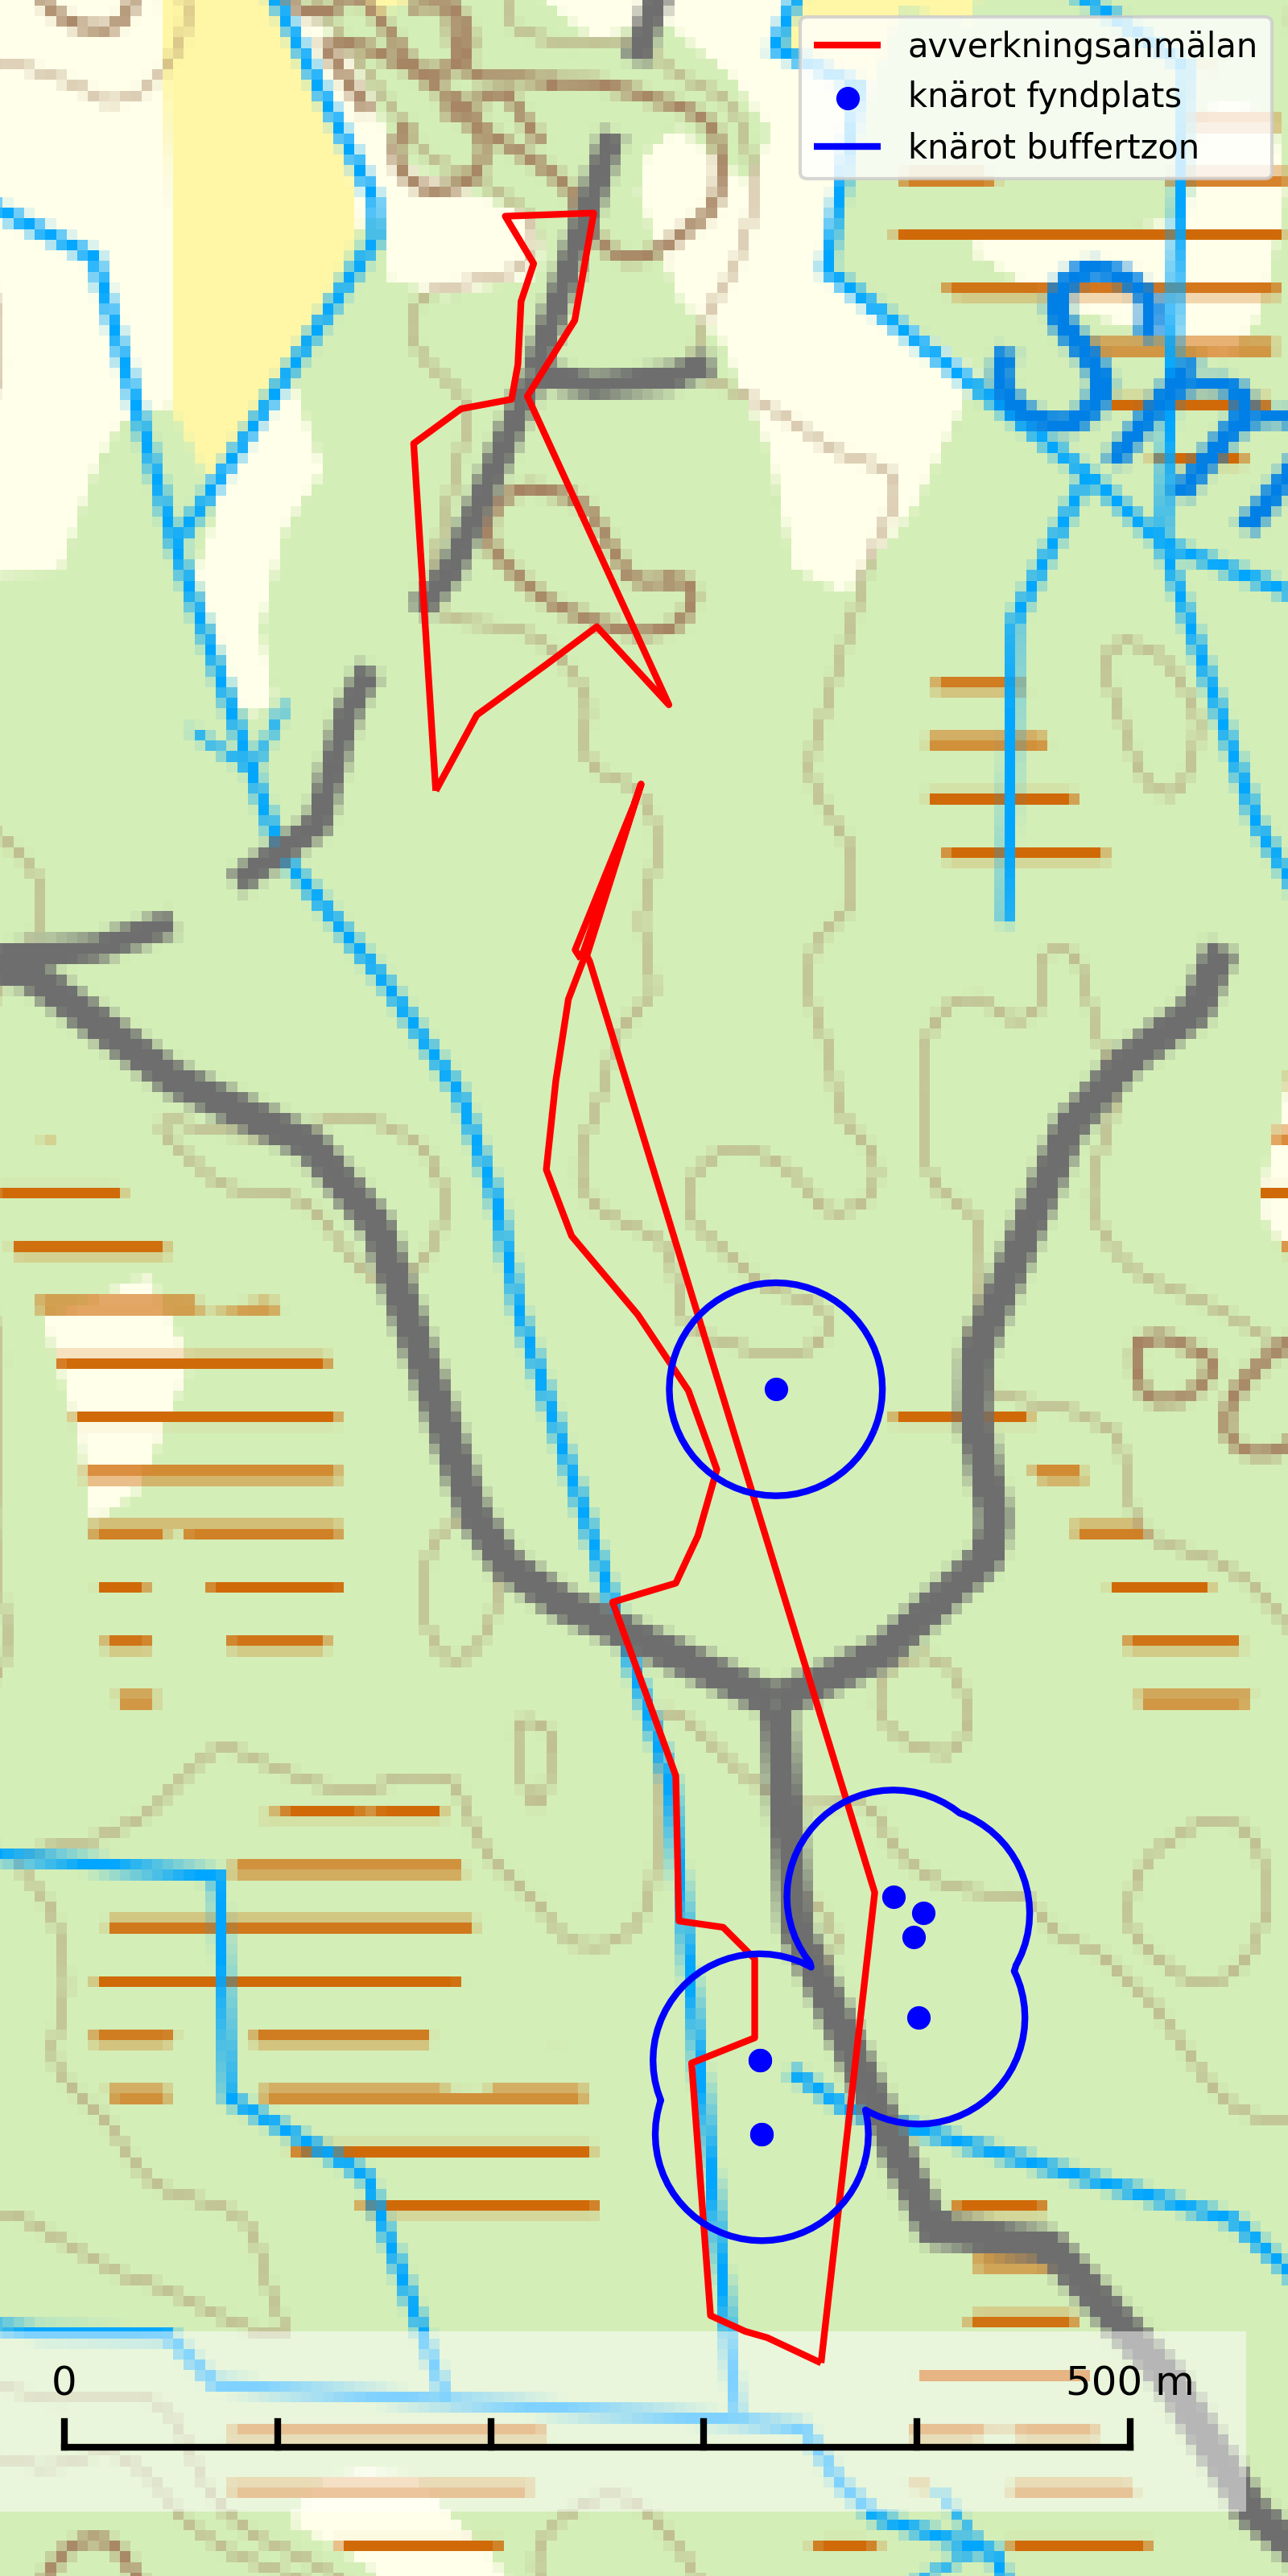 avverkningsanmälan
knärot fyndplats
knärot buffertzon
0
500 m